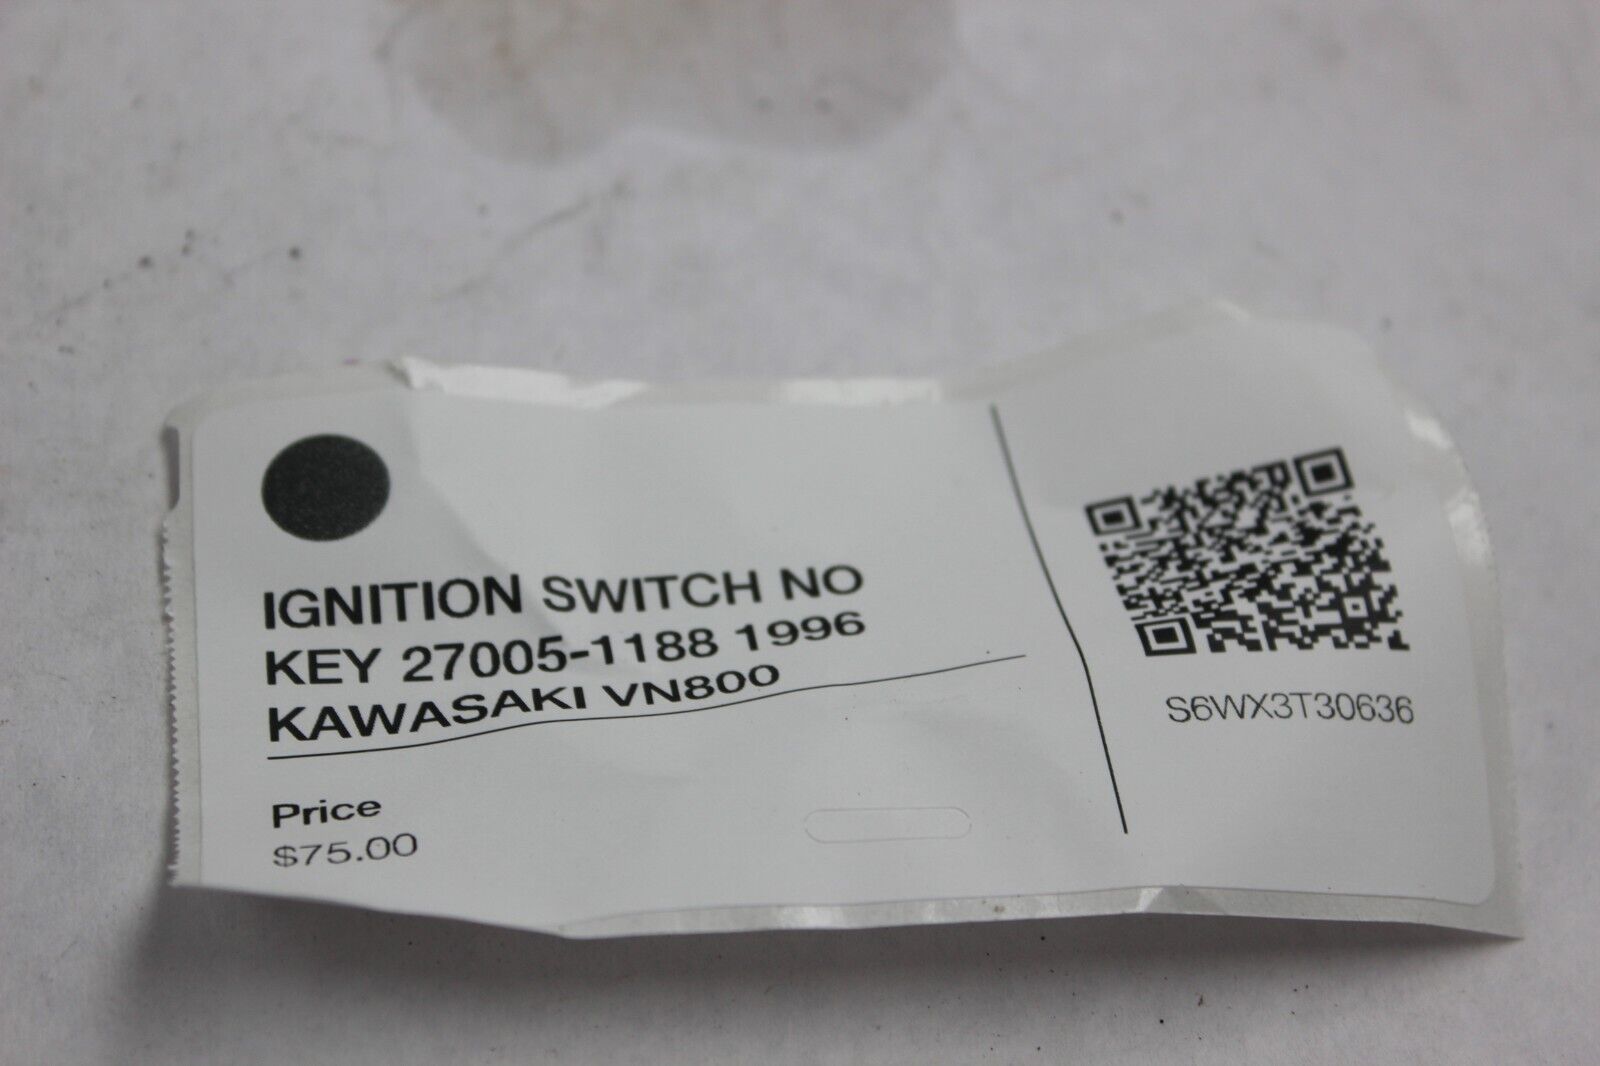 IGNITION SWITCH NO
KEY 27005-1188 1996
KAWASAKI VN800
Price
$75.00
S6WX3T30636